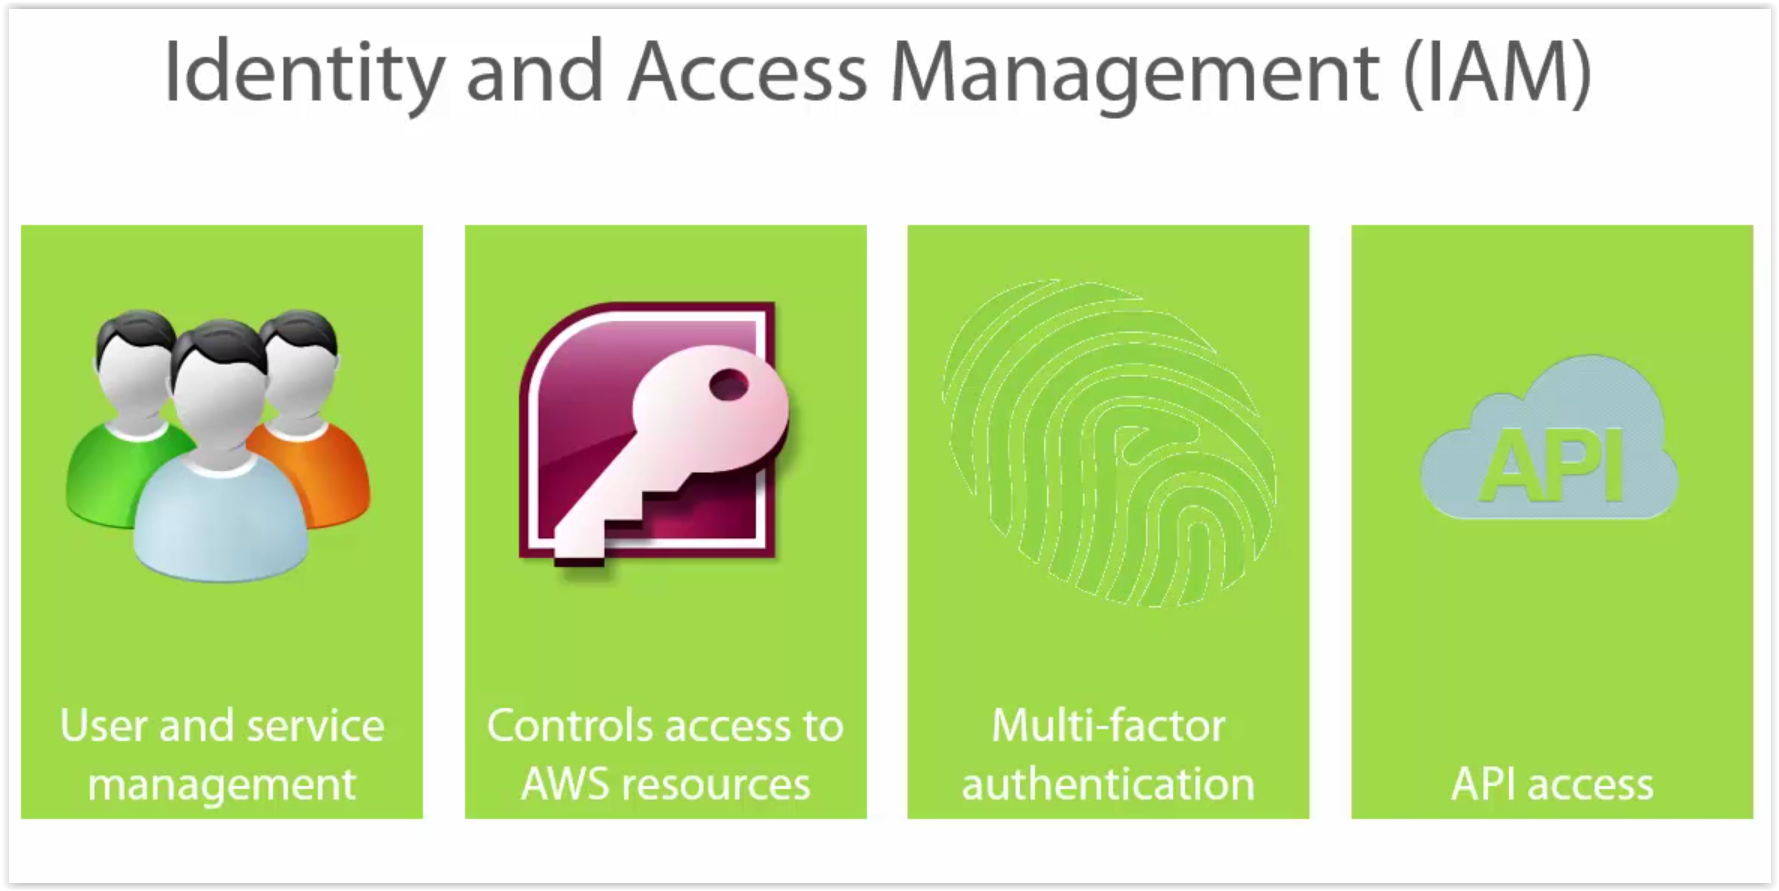 Identity and Access Management (IAM)
API
User and service
management
Controls access to
AWS resources
Multi-factor
authentication
API access